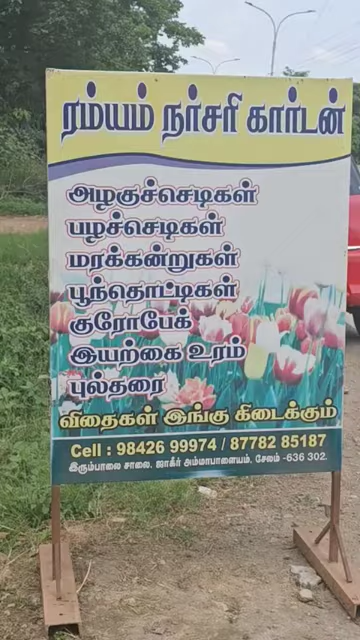 ரம்யம் நர்சரி கார்டன்
அழகுச்செடிகள்
பழச்செடிகள்
மரக்கன்றுகள்
பூந்தொட்டிகள்
குரோபேக்
இயற்கை உரம்
புல்தரை
விதைகள் இங்கு கிடைக்கும்
Cell : 98426 99974 / 87782 85187
இரும்பாலை சாலை, ஜாகீர் அம்மாபாளையம், சேலம் -636 302.